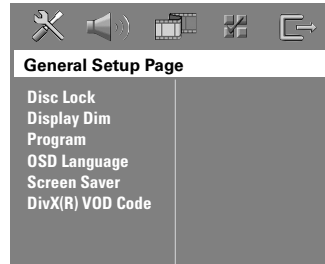 General Setup Page
Disc Lock
Display Dim
Program
OSD Language
Screen Saver
DivX(R) VOD Code